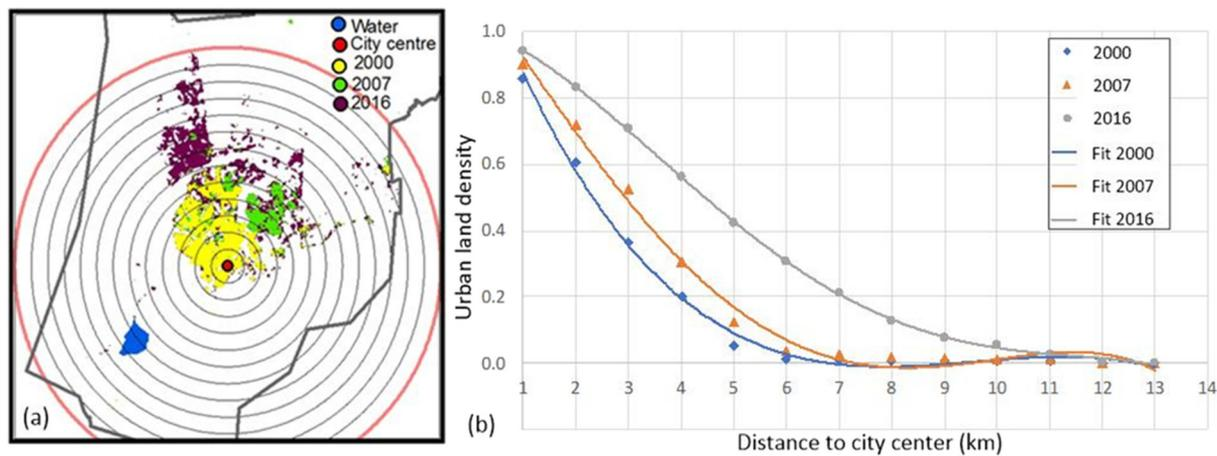 Water
City centre
2000
2007
2016
(a)
1.0
0.8
0.6
0.4
0.2
0.0
Urban land density
2000
2007
2016
Fit 2000
Fit 2007
Fit 2016
1 2 3 4 5 6 7 8 9 10 11 12 13 14
(b)
Distance to city center (km)